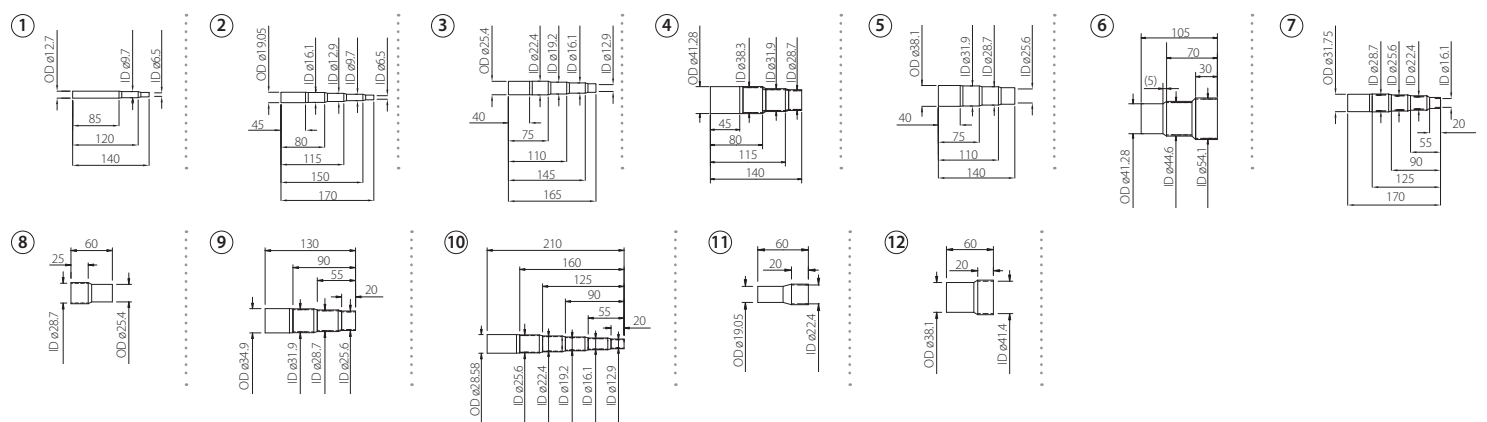 1
OD ø12.7
ID ø9.7
ID ø6.5
85
120
140
2
OD ø19.05
ID ø16.1
ID ø12.9
ID ø9.7
ID ø6.5
45
80
115
150
170
3
OD ø25.4
ID ø22.4
ID ø19.2
ID ø16.1
ID ø12.9
40
75
110
145
165
4
OD ø41.28
ID ø38.3
ID ø31.9
ID ø28.7
45
80
115
140
5
OD ø38.1
ID ø31.9
ID ø28.7
ID ø25.6
40
75
110
140
6
105
70
30
(5)
OD ø41.28
ID ø44.6
ID ø54.1
7
OD ø31.75
ID ø28.7
ID ø25.6
ID ø22.4
ID ø16.1
20
55
90
125
170
8
60
25
ID ø28.7
OD ø25.4
9
130
90
55
20
OD ø34.9
ID ø31.9
ID ø28.7
ID ø25.6
10
210
160
125
90
55
20
OD ø28.58
ID ø25.6
ID ø22.4
ID ø19.2
ID ø16.1
ID ø12.9
11
60
20
OD ø19.05
ID ø22.4
12
60
20
OD ø38.1
ID ø41.4